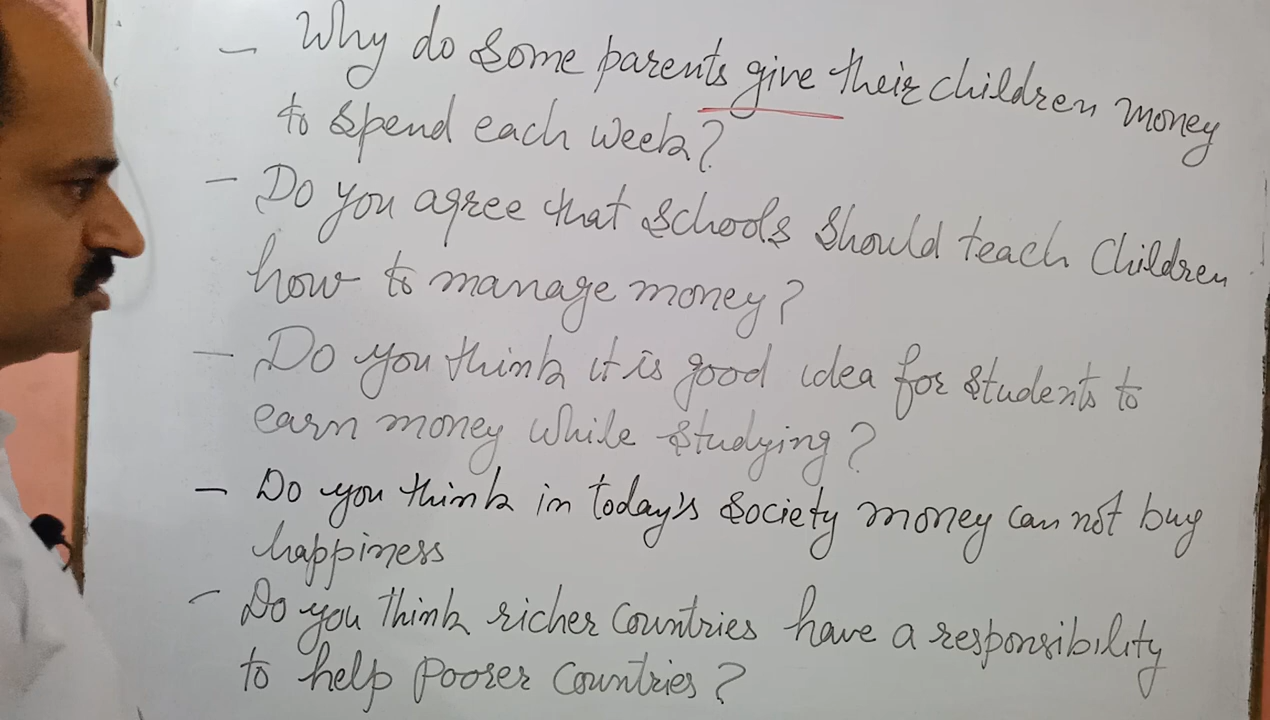 - Why do some parents give their children money
to spend each week?
- Do you agree that schools should teach children
how to manage money?
- Do you think it is good idea for students to
earn money while studying?
- Do you think in today's society money can not buy
happiness
- Do you think richer countries have a responsibility
to help poorer countries?